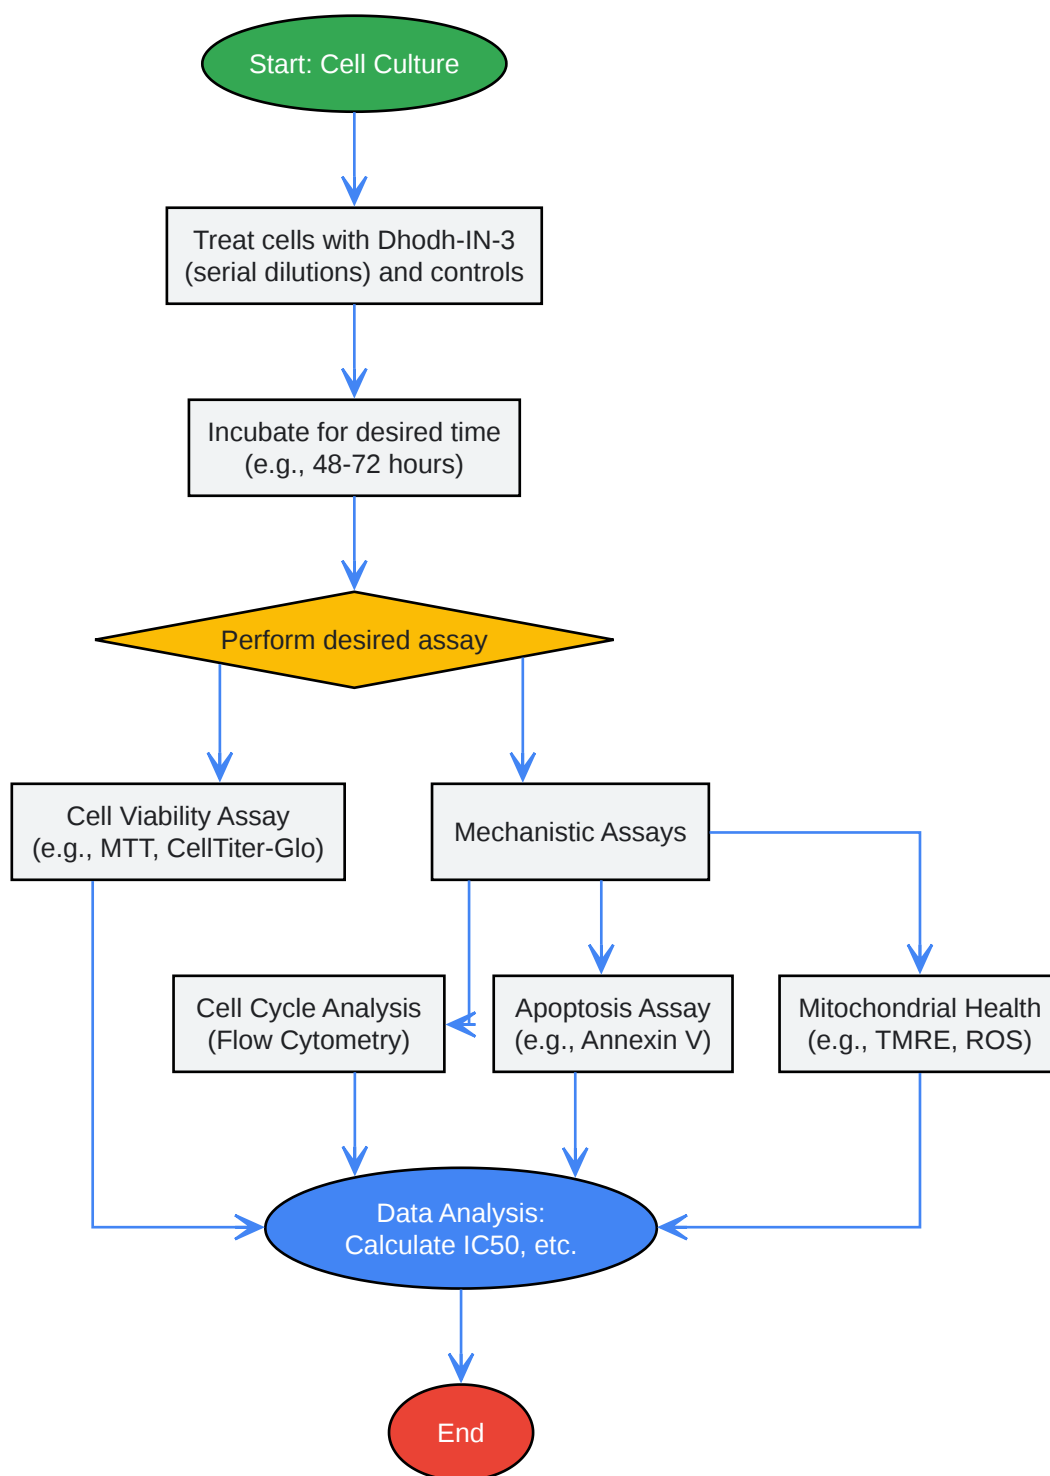 Start: Cell Culture
Treat cells with Dhodh-IN-3
(serial dilutions) and controls
Incubate for desired time
(e.g., 48-72 hours)
Perform desired assay
Cell Viability Assay
(e.g., MTT, CellTiter-Glo)
Mechanistic Assays
Cell Cycle Analysis
(Flow Cytometry)
Apoptosis Assay
(e.g., Annexin V)
Mitochondrial Health
(e.g., TMRE, ROS)
Data Analysis:
Calculate IC50, etc.
End